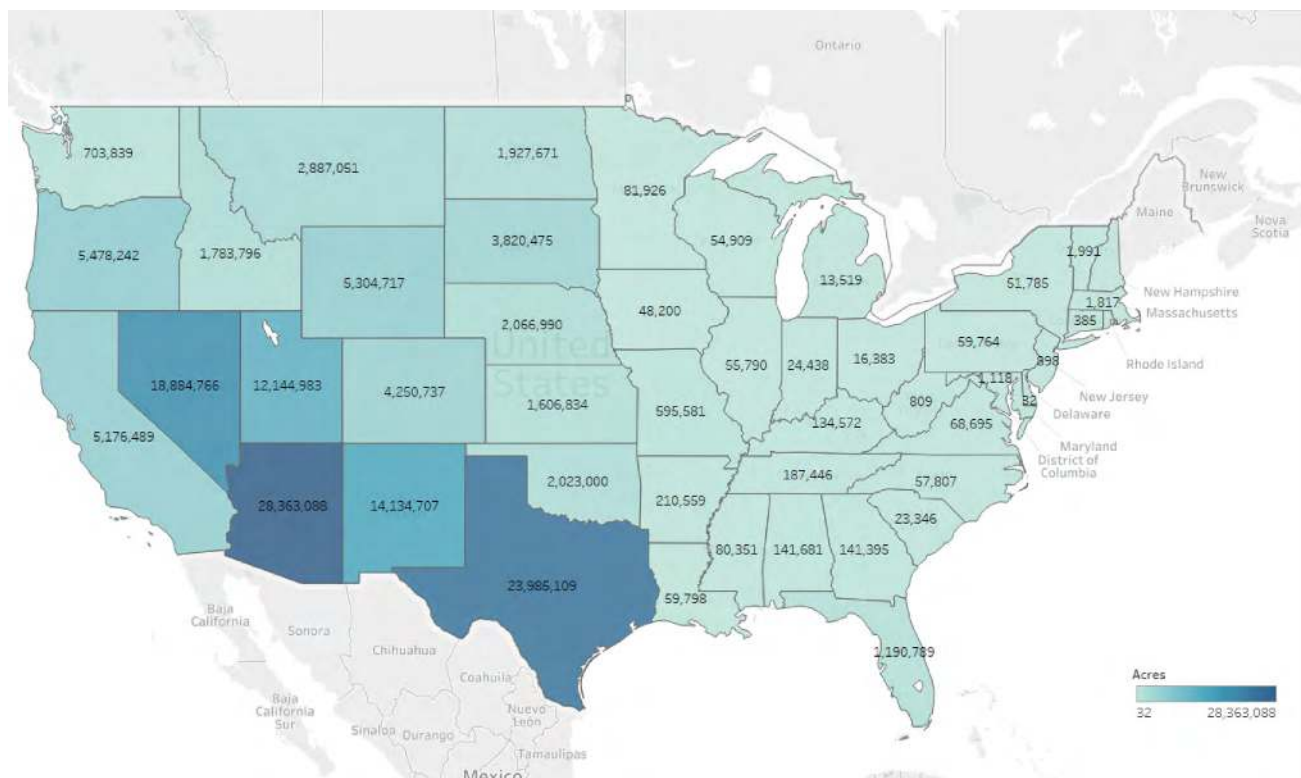 Ontario
703,839
2,887,051
1,927,671
81,926
New
Brunswick
Maine
Nova
Scotia
5,478,242
1,783,796
3,820,475
54,909
13,519
1,991
51,785
5,304,717
New Hampshire
1,817
Massachusetts
385
48,200
2,066,990
United
States
59,764
898
Rhode Island
18,884,766
12,144,983
4,250,737
1,606,834
55,790
24,438
16,383
1,118
32
New Jersey
Delaware
809
595,581
134,572
68,695
Maryland
District of
Columbia
5,176,489
2,023,000
187,446
57,807
28,363,088
14,134,707
210,559
23,346
80,351
141,681
141,395
23,985,109
59,798
Baja
California
Sonora
Chihuahua
Coahuila
1,190,789
Baja
California
Sur
Nuevo
León
Sinaloa
Durango
Tamaulipas
Mexico
Acres
32
28,363,088